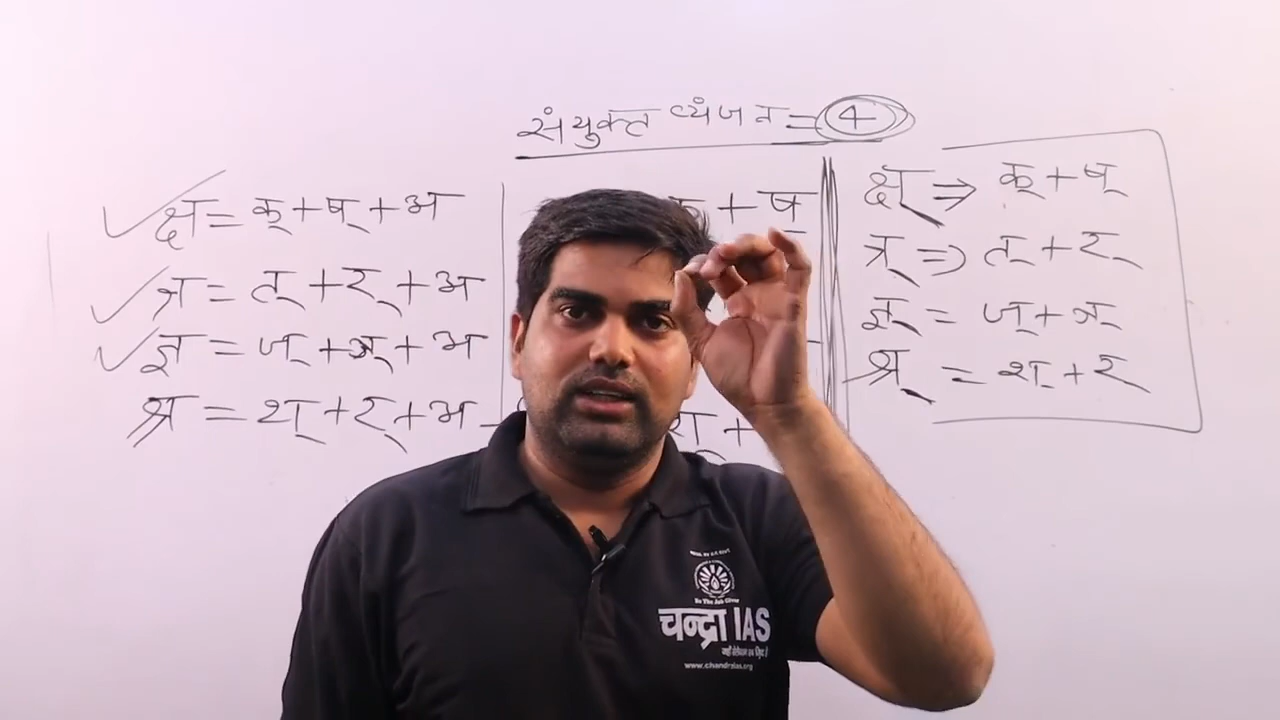 संयुक्त व्यंजन = 4
क्ष = क् + ष् + अ
त्र = त् + र् + अ
ज्ञ = ज् + ञ् + अ
श्र = श् + र् + अ
+ ष
श् +
क्ष् ⇒ क् + ष्
त्र् ⇒ त् + र्
ज्ञ् = ज् + ञ्
श्र् = श् + र्
चन्द्रा IAS
www.chandraias.org